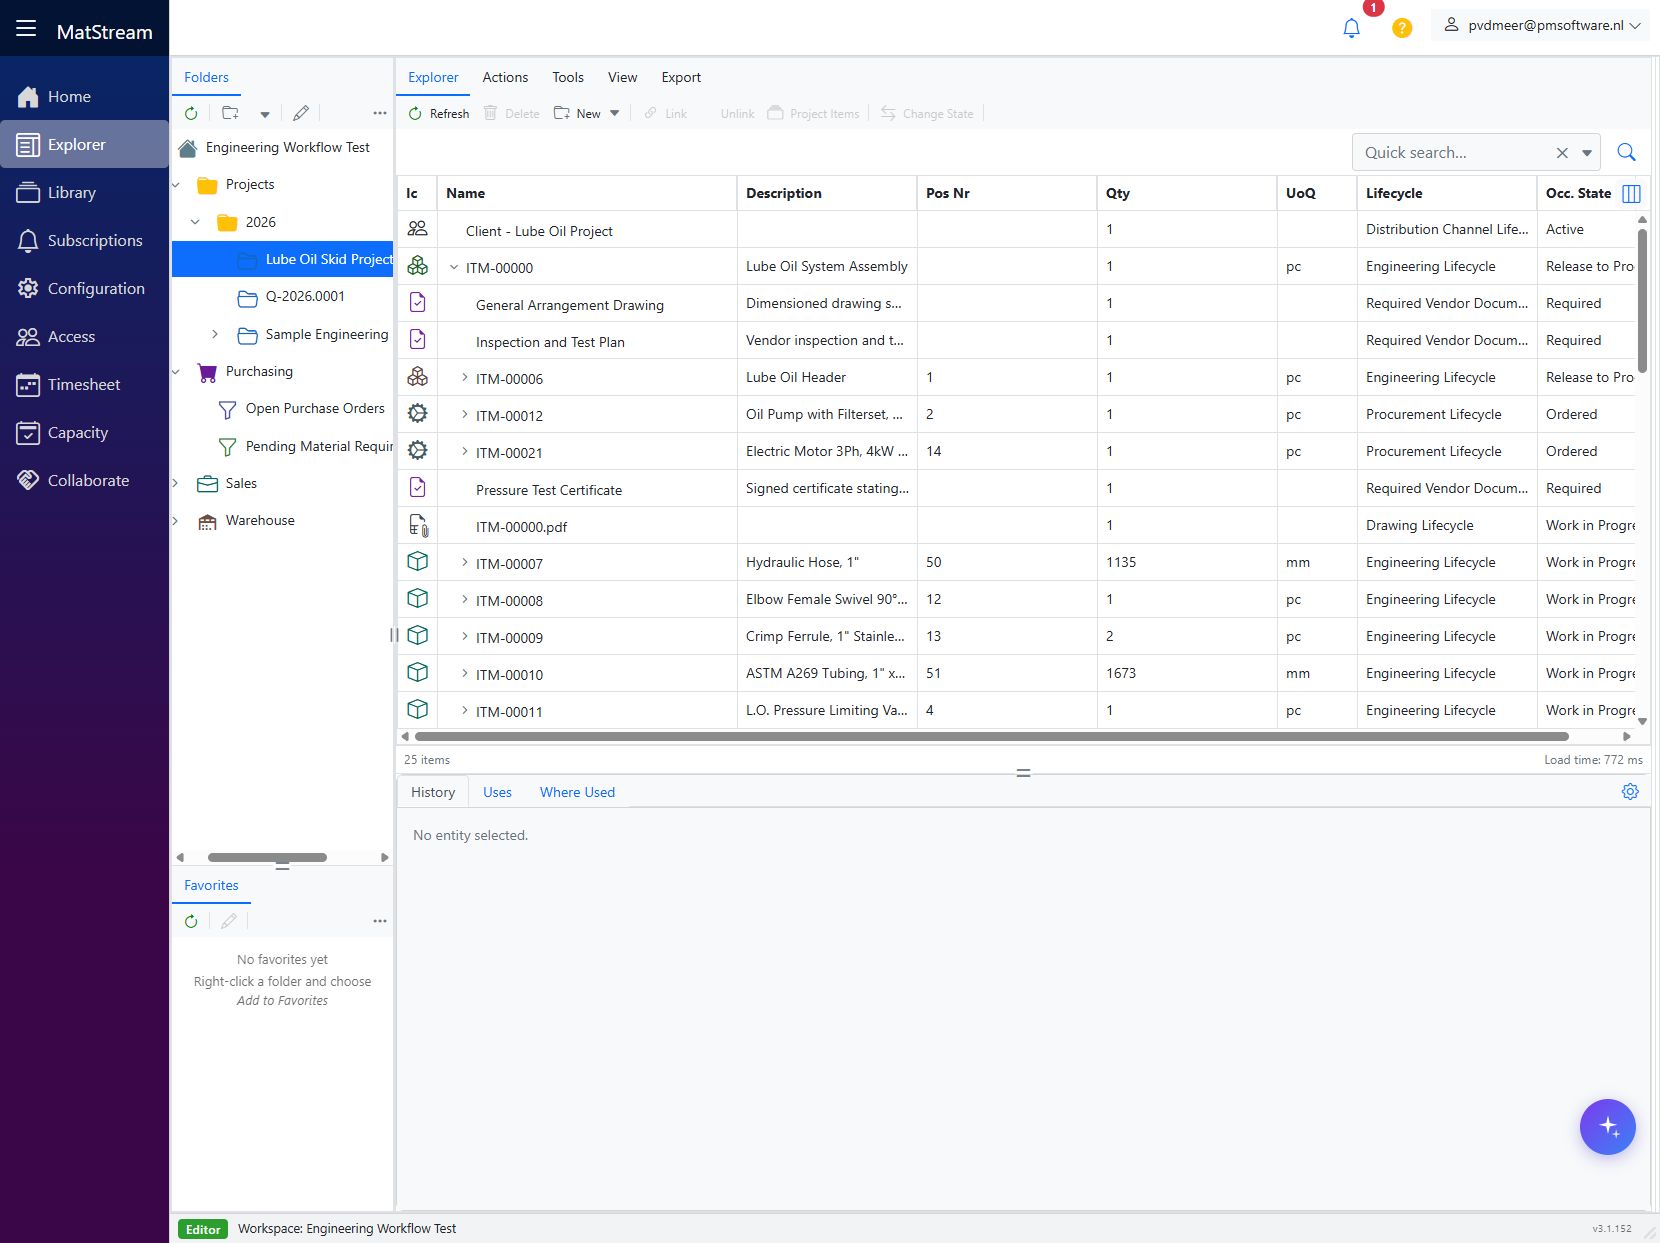 MatStream
1
?
pvdmeer@pmsoftware.nl
Home
Explorer
Library
Subscriptions
Configuration
Access
Timesheet
Capacity
Collaborate
Folders
Engineering Workflow Test
Projects
2026
Lube Oil Skid Project
Q-2026.0001
Sample Engineering
Purchasing
Open Purchase Orders
Pending Material Requir
Sales
Warehouse
Favorites
No favorites yet
Right-click a folder and choose
Add to Favorites
Explorer Actions Tools View Export
Refresh Delete New Link Unlink Project Items Change State
Quick search...
Ic Name Description Pos Nr Qty UoQ Lifecycle Occ. State
Client - Lube Oil Project 1 Distribution Channel Life... Active
ITM-00000 Lube Oil System Assembly 1 pc Engineering Lifecycle Release to Pro
General Arrangement Drawing Dimensioned drawing s... 1 Required Vendor Docum... Required
Inspection and Test Plan Vendor inspection and t... 1 Required Vendor Docum... Required
ITM-00006 Lube Oil Header 1 1 pc Engineering Lifecycle Release to Pro
ITM-00012 Oil Pump with Filterset, ... 2 1 pc Procurement Lifecycle Ordered
ITM-00021 Electric Motor 3Ph, 4kW ... 14 1 pc Procurement Lifecycle Ordered
Pressure Test Certificate Signed certificate stating... 1 Required Vendor Docum... Required
ITM-00000.pdf 1 Drawing Lifecycle Work in Progre
ITM-00007 Hydraulic Hose, 1" 50 1135 mm Engineering Lifecycle Work in Progre
ITM-00008 Elbow Female Swivel 90°... 12 1 pc Engineering Lifecycle Work in Progre
ITM-00009 Crimp Ferrule, 1" Stainle... 13 2 pc Engineering Lifecycle Work in Progre
ITM-00010 ASTM A269 Tubing, 1" x... 51 1673 mm Engineering Lifecycle Work in Progre
ITM-00011 L.O. Pressure Limiting Va... 4 1 pc Engineering Lifecycle Work in Progre
25 items Load time: 772 ms
History Uses Where Used
No entity selected.
Editor Workspace: Engineering Workflow Test v3.1.152